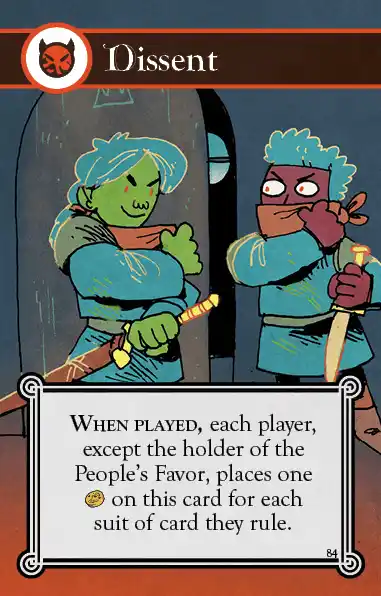 Dissent
WHEN PLAYED, each player,
except the holder of the
People's Favor, places one
on this card for each
suit of card they rule.
84